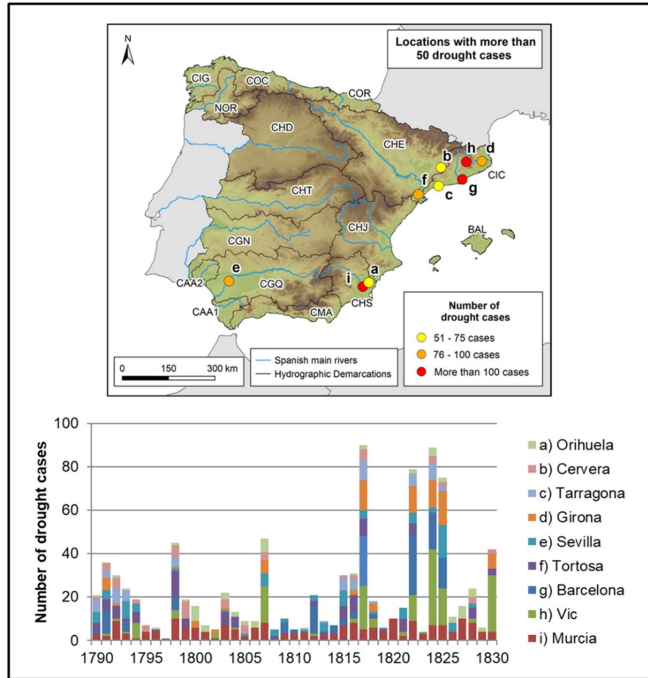 N
Locations with more than
50 drought cases
CIG
COC
COR
NOR
CHD
CHE
h
d
b
CIC
f
g
c
CHT
CHJ
BAL
CGN
CAA2
e
CGQ
i
a
CHS
CAA1
CMA
Number of
drought cases
51 - 75 cases
76 - 100 cases
More than 100 cases
0 150 300 km
Spanish main rivers
Hydrographic Demarcations
Number of drought cases
100
80
60
40
20
0
1790 1795 1800 1805 1810 1815 1820 1825 1830
a) Orihuela
b) Cervera
c) Tarragona
d) Girona
e) Sevilla
f) Tortosa
g) Barcelona
h) Vic
i) Murcia